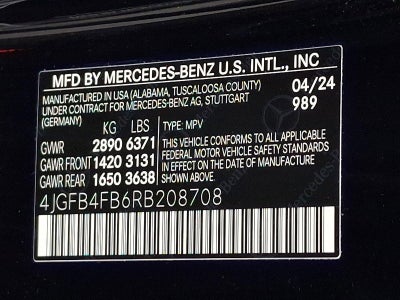 MFD BY MERCEDES-BENZ U.S. INTL., INC
MANUFACTURED IN USA (ALABAMA, TUSCALOOSA COUNTY) 04/24
UNDER CONTRACT FOR MERCEDES-BENZ AG, STUTTGART 989
(GERMANY)
KG LBS TYPE: MPV
GVWR 2890 6371
GAWR FRONT 1420 3131
GAWR REAR 1650 3638
THIS VEHICLE CONFORMS TO ALL APPLICABLE
FEDERAL MOTOR VEHICLE SAFETY STANDARDS
IN EFFECT ON THE DATE OF MANUFACTURE
SHOWN ABOVE.
4JGFB4FB6RB208708